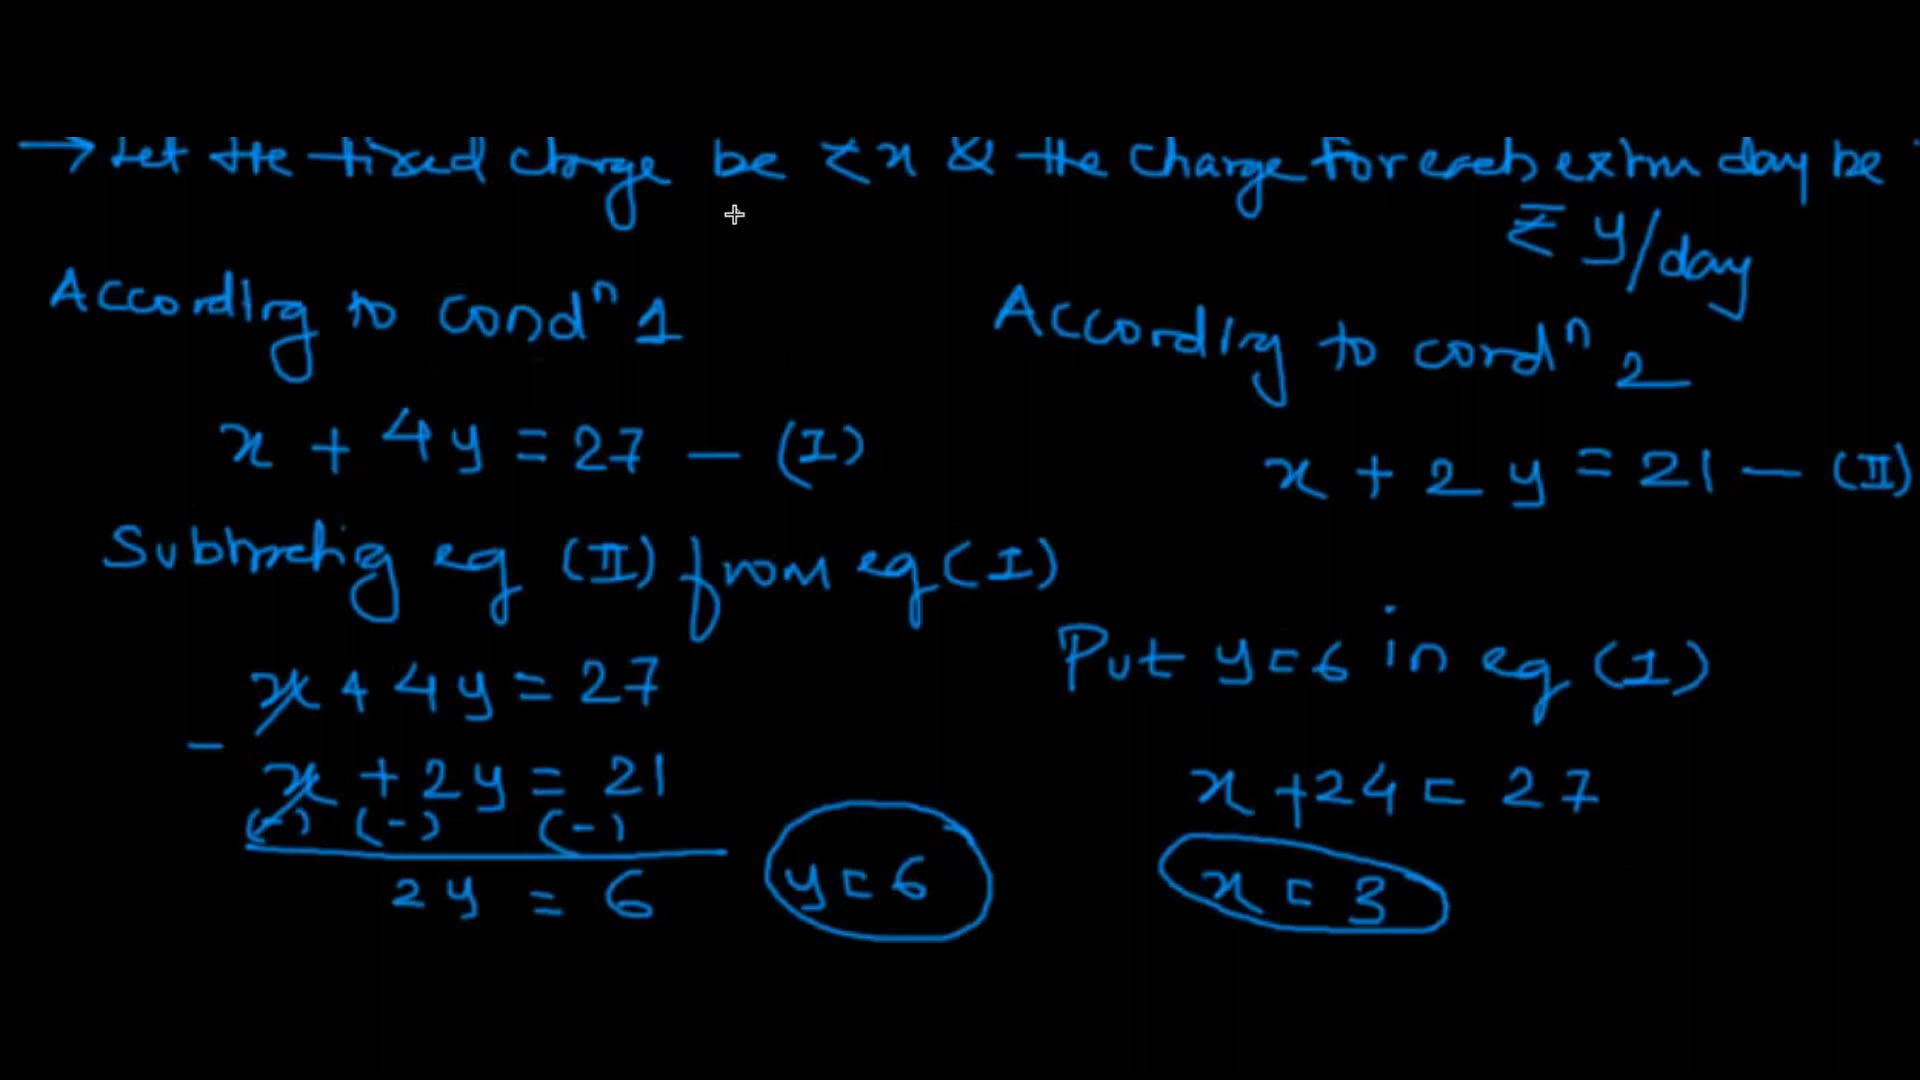 → Let the fixed charge be ₹ x & the charge for each extra day be
₹ y/day
According to condⁿ 1
x + 4y = 27 — (I)
According to condⁿ 2
x + 2y = 21 — (II)
Subtracting eq (II) from eq (I)
x + 4y = 27
- x + 2y = 21
(-) (-) (-)
2y = 6
y = 6
Put y = 6 in eq (I)
x + 24 = 27
x = 3